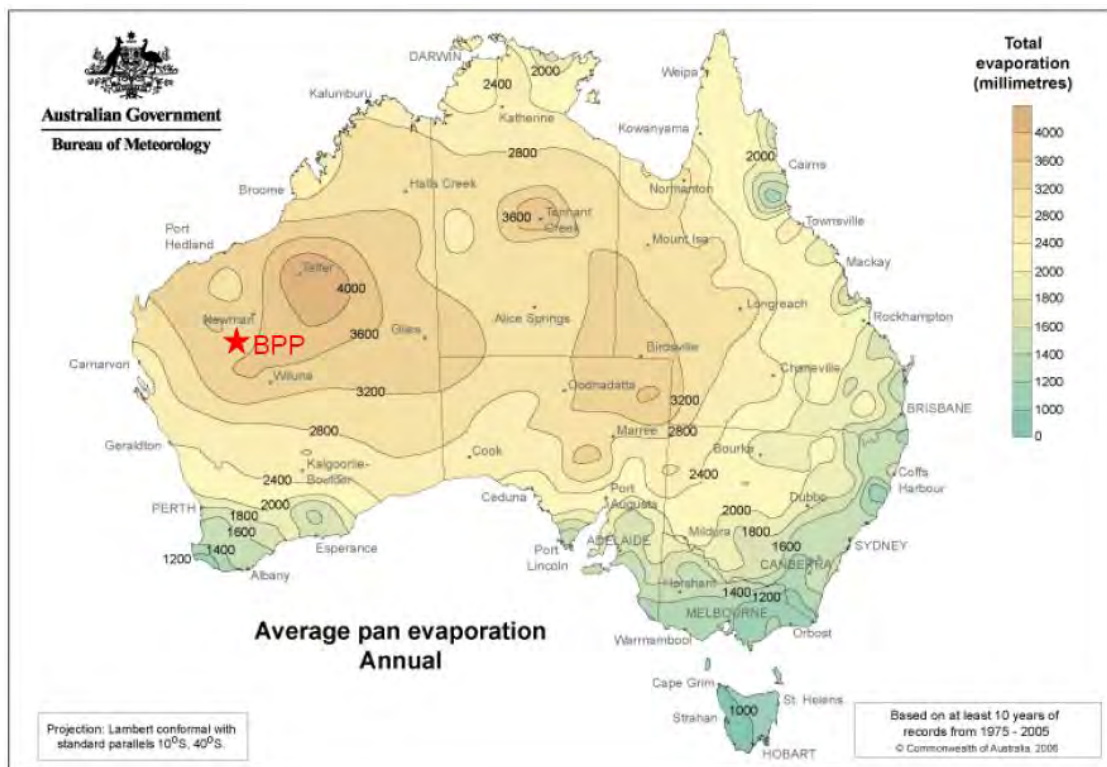 Australian Government
Bureau of Meteorology
DARWIN
2000
Weipa
2400
Kalumburu
Katherine
Kowanyama
2800
2000
Cairns
Halls Creek
Broome
Normanton
3600
Tennant
Creek
Townsville
Port
Hedland
Mount Isa
Telfer
Mackay
4000
Longreach
Newman
Alice Springs
Rockhampton
3600
Giles
BPP
Birdsville
Carnarvon
Wiluna
Charleville
Oodnadatta
3200
3200
BRISBANE
2800
Marree
2800
Geraldton
Cook
Bourke
Kalgoorlie-
Boulder
2400
Coffs
Harbour
2400
Ceduna
Port
Augusta
Dubbo
PERTH
2000
1800
2000
Mildura
1800
1600
ADELAIDE
1600
SYDNEY
1200
1400
Esperance
Port
Lincoln
CANBERRA
Albany
Horsham
1400
1200
MELBOURNE
Orbost
Warrnambool
Cape Grim
St. Helens
1000
Strahan
HOBART
Total
evaporation
(millimetres)
4000
3600
3200
2800
2400
2000
1800
1600
1400
1200
1000
0
Average pan evaporation
Annual
Projection: Lambert conformal with
standard parallels 10°S, 40°S.
Based on at least 10 years of
records from 1975 - 2005
© Commonwealth of Australia, 2006